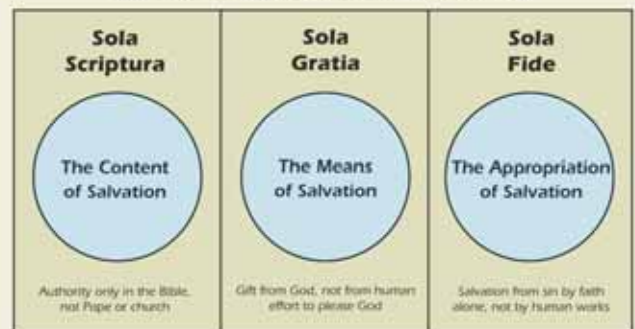 Sola
Scriptura
The Content
of Salvation
Authority only in the Bible,
not Pope or church
Sola
Gratia
The Means
of Salvation
Gift from God, not from human
effort to please God
Sola
Fide
The Appropriation
of Salvation
Salvation from sin by faith
alone, not by human works